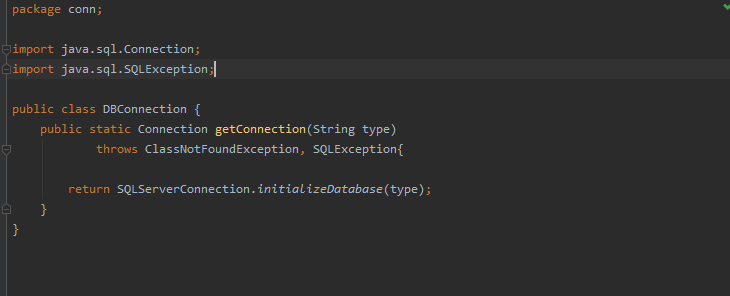 package conn;
import java.sql.Connection;
import java.sql.SQLException;
public class DBConnection {
    public static Connection getConnection(String type)
            throws ClassNotFoundException, SQLException{
        return SQLServerConnection.initializeDatabase(type);
    }
}